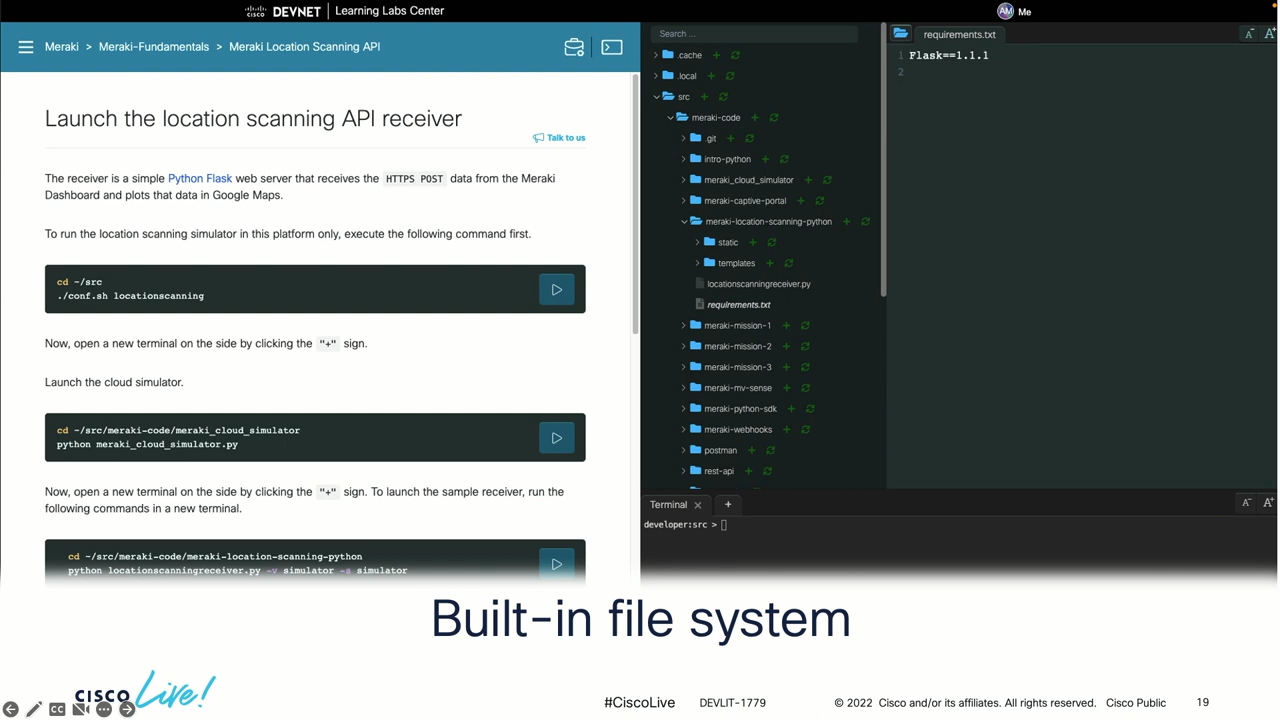 CISCO DEVNET Learning Labs Center
AM Me
Meraki > Meraki-Fundamentals > Meraki Location Scanning API
Launch the location scanning API receiver
Talk to us
The receiver is a simple Python Flask web server that receives the HTTPS POST data from the Meraki
Dashboard and plots that data in Google Maps.
To run the location scanning simulator in this platform only, execute the following command first.
cd ~/src
./conf.sh locationscanning
Now, open a new terminal on the side by clicking the "+" sign.
Launch the cloud simulator.
cd ~/src/meraki-code/meraki_cloud_simulator
python meraki_cloud_simulator.py
Now, open a new terminal on the side by clicking the "+" sign. To launch the sample receiver, run the
following commands in a new terminal.
cd ~/src/meraki-code/meraki-location-scanning-python
python locationscanningreceiver.py -v simulator -s simulator
Search ...
.cache
.local
src
meraki-code
.git
intro-python
meraki_cloud_simulator
meraki-captive-portal
meraki-location-scanning-python
static
templates
locationscanningreceiver.py
requirements.txt
meraki-mission-1
meraki-mission-2
meraki-mission-3
meraki-mv-sense
meraki-python-sdk
meraki-webhooks
postman
rest-api
requirements.txt
A- A+
1 Flask==1.1.1
2
Terminal × +
A- A+
developer:src >
Built-in file system
CISCO Live!
CC
#CiscoLive DEVLIT-1779 © 2022 Cisco and/or its affiliates. All rights reserved. Cisco Public 19